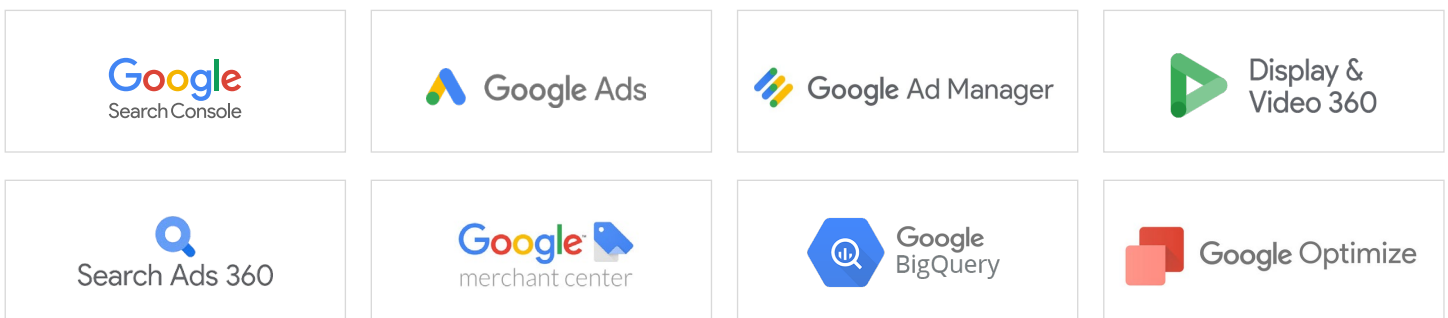 Google
Search Console
Google Ads
Google Ad Manager
Display &
Video 360
Search Ads 360
Google™
merchant center
Google
BigQuery
Google Optimize